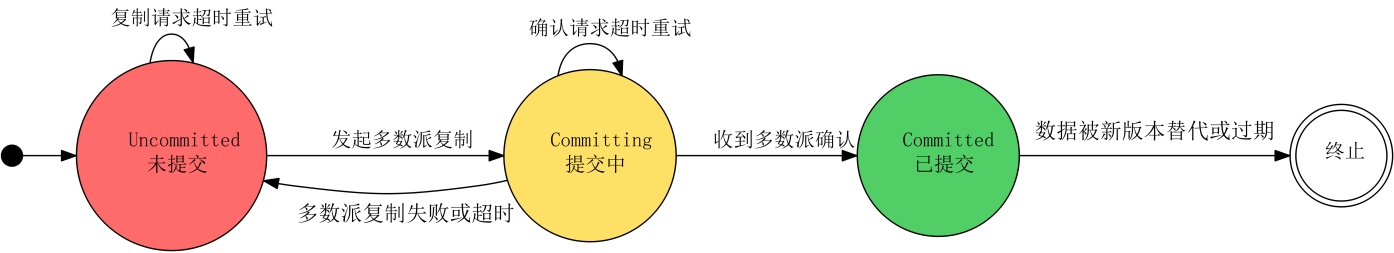 复制请求超时重试
确认请求超时重试
Uncommitted
未提交
发起多数派复制
Committing
提交中
收到多数派确认
Committed
已提交
数据被新版本替代或过期
终止
多数派复制失败或超时